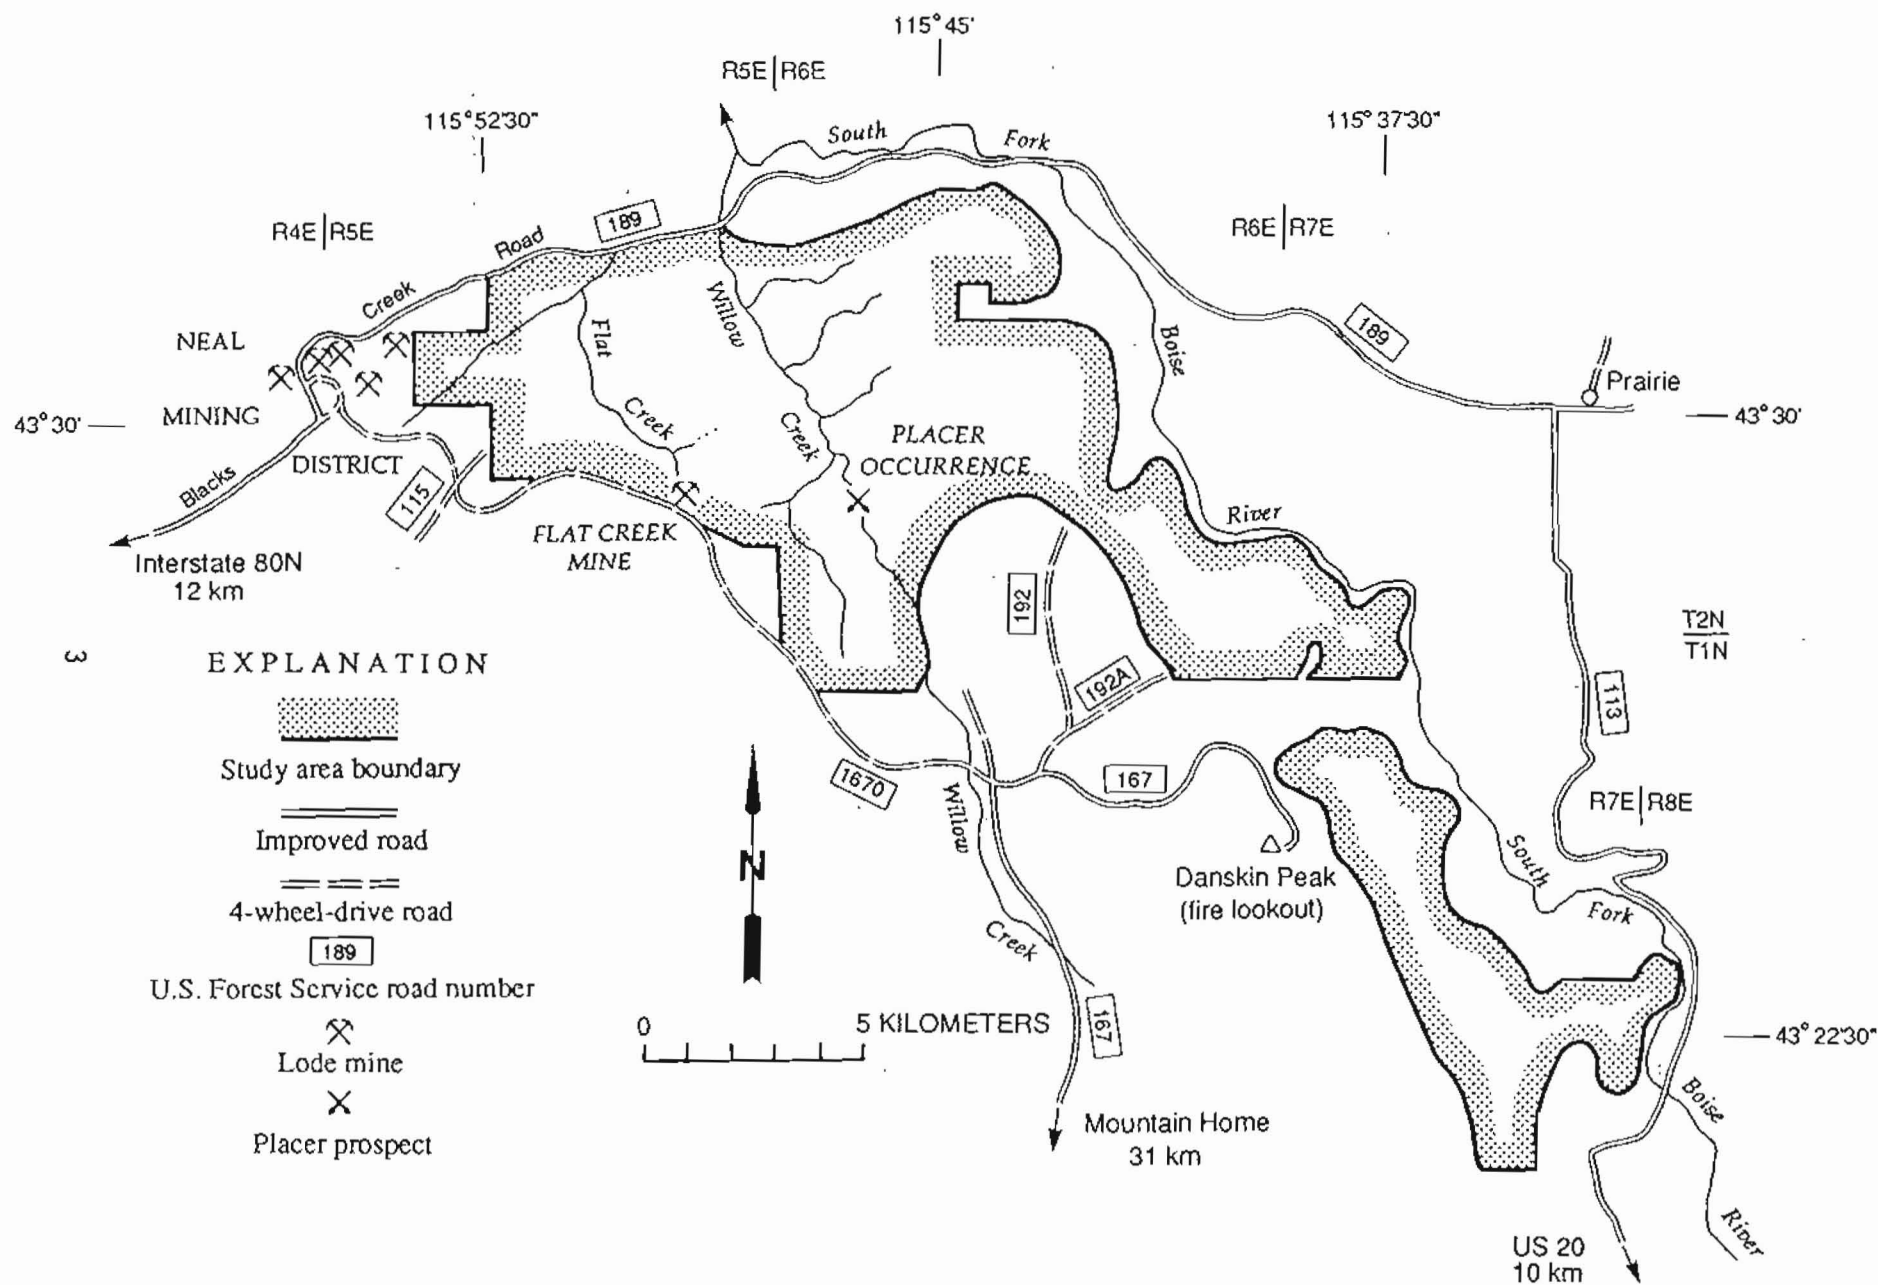 115°45'
R5E|R6E
115°52'30"
115°37'30"
South
Fork
R4E|R5E
189
R6E|R7E
Road
Creek
Willow
Flat
Boise
189
NEAL
Prairie
MINING
43°30'
43°30'
Creek
Creek
PLACER
OCCURRENCE
DISTRICT
Blacks
115
River
FLAT CREEK
MINE
Interstate 80N
12 km
192
T2N
T1N
3
EXPLANATION
192A
113
Study area boundary
1670
167
R7E|R8E
Willow
Improved road
N
South
Danskin Peak
(fire lookout)
4-wheel-drive road
Fork
189
Creek
U.S. Forest Service road number
0
5 KILOMETERS
167
43°22'30"
Lode mine
Boise
Mountain Home
31 km
Placer prospect
River
US 20
10 km